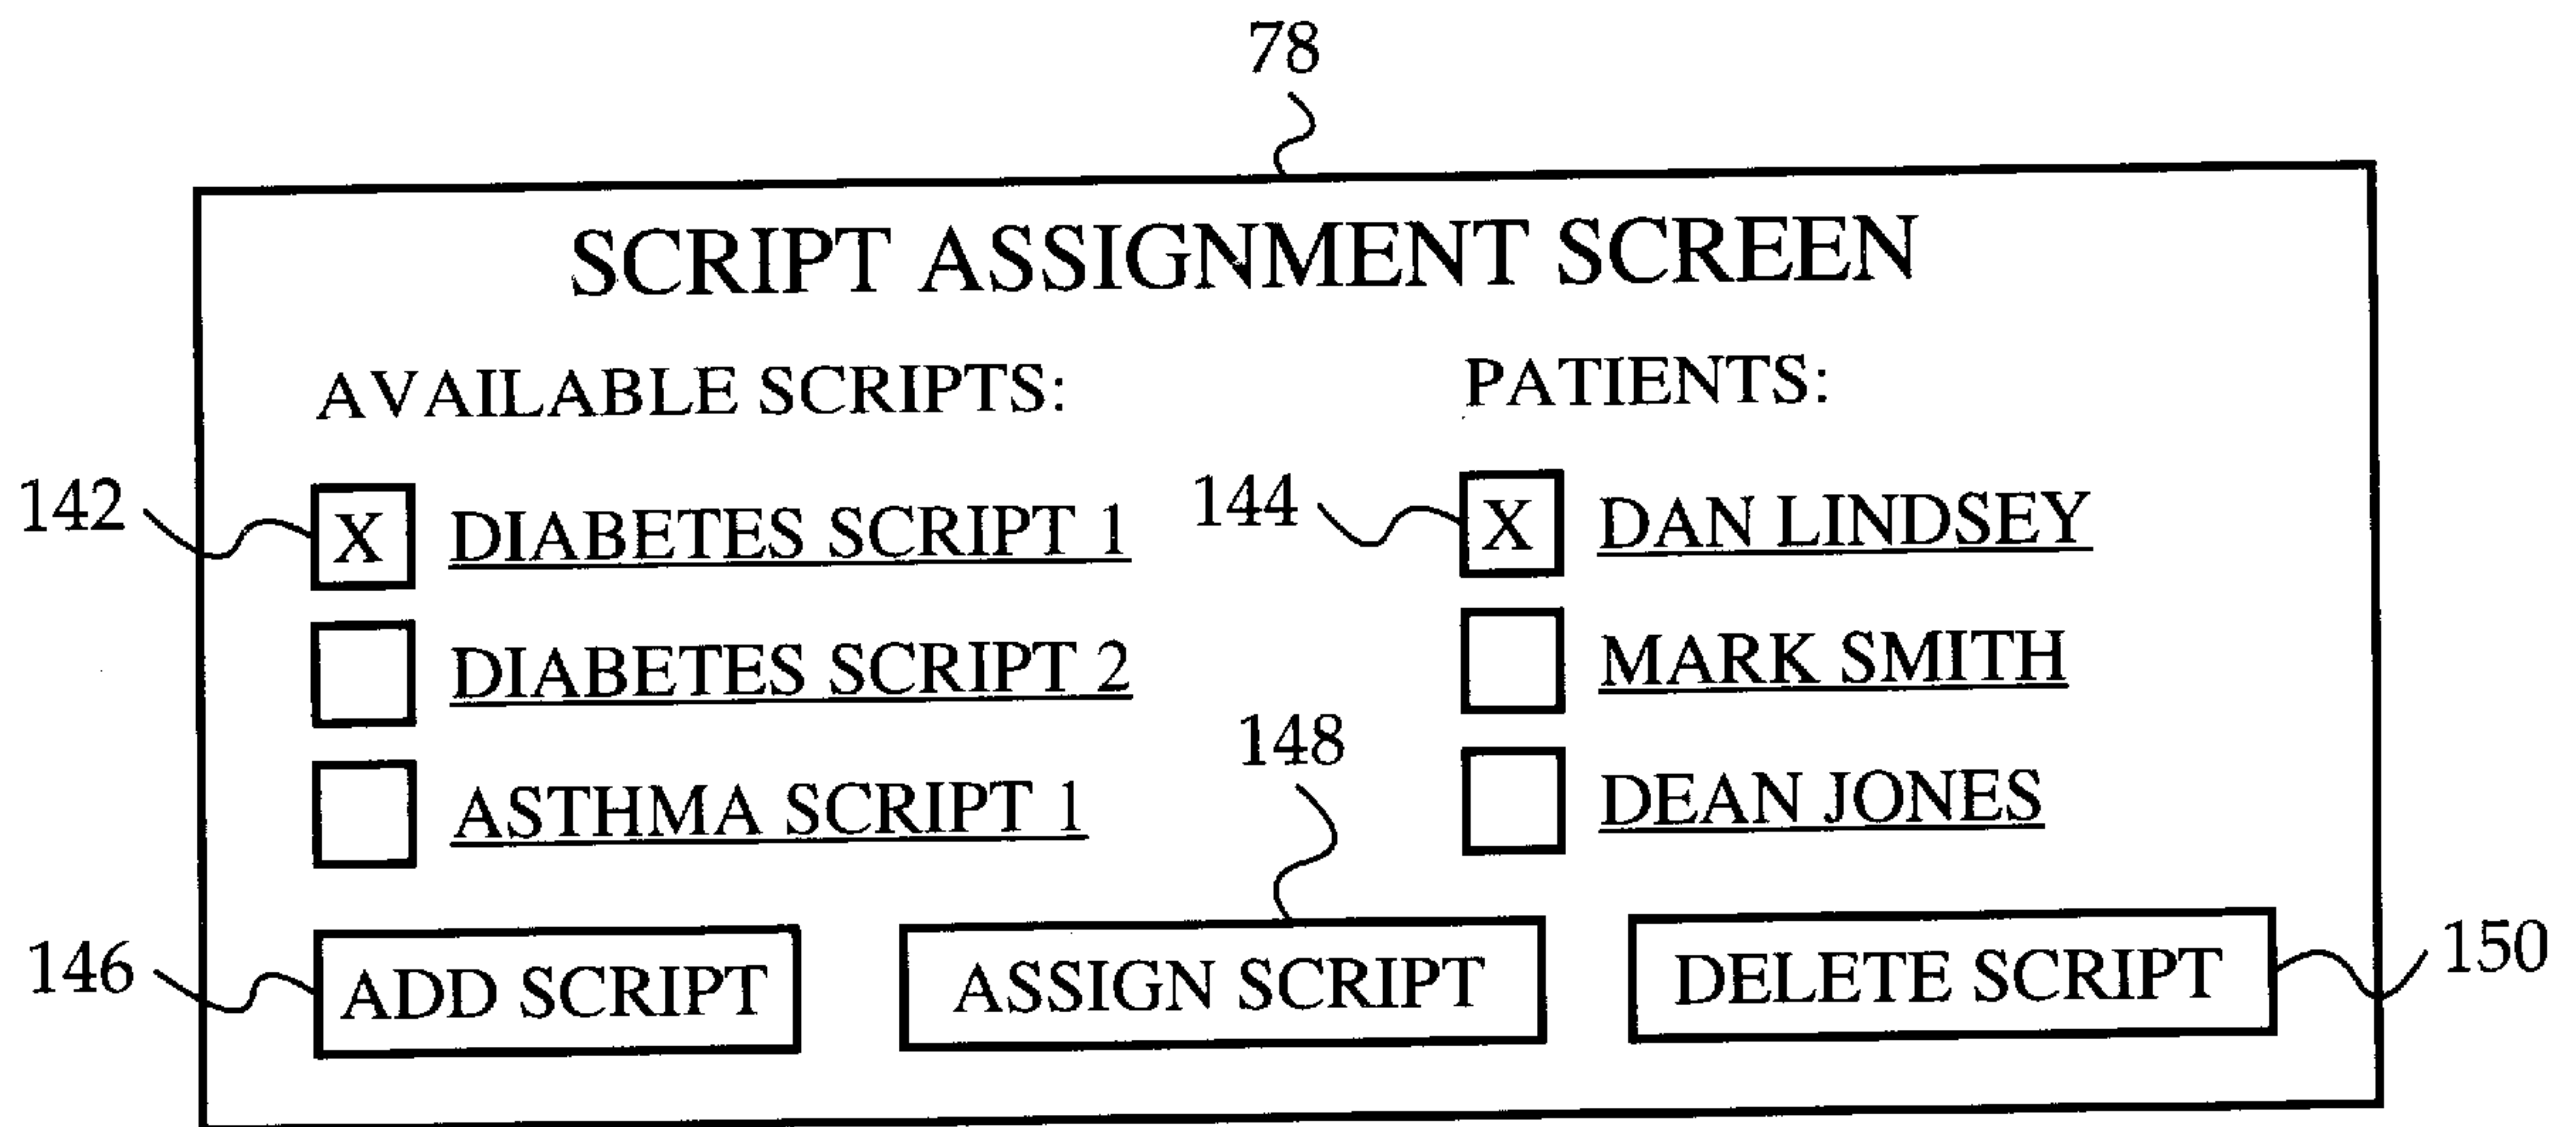 78
SCRIPT ASSIGNMENT SCREEN
AVAILABLE SCRIPTS: PATIENTS:
142 X DIABETES SCRIPT 1 144 X DAN LINDSEY
DIABETES SCRIPT 2 MARK SMITH
148
ASTHMA SCRIPT 1 DEAN JONES
146 ADD SCRIPT ASSIGN SCRIPT DELETE SCRIPT 150